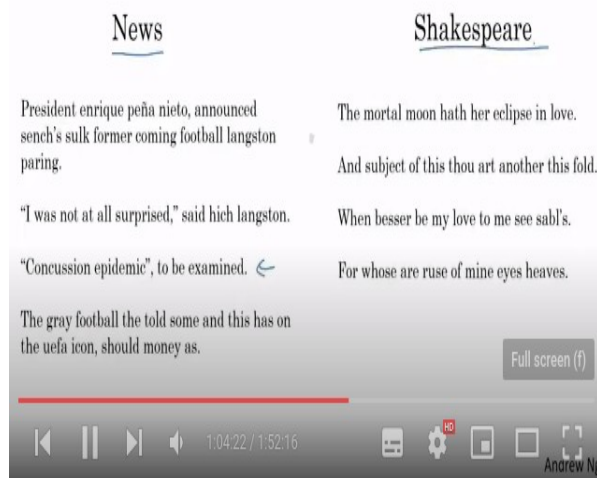 News
President enrique peña nieto, announced
sench's sulk former coming football langston
paring.
"I was not at all surprised," said hich langston.
"Concussion epidemic", to be examined.
The gray football the told some and this has on
the uefa icon, should money as.
Shakespeare
The mortal moon hath her eclipse in love.
And subject of this thou art another this fold.
When besser be my love to me see sabl's.
For whose are ruse of mine eyes heaves.
Full screen (f)
1:04:22 / 1:52:16
HD
Andrew Ng